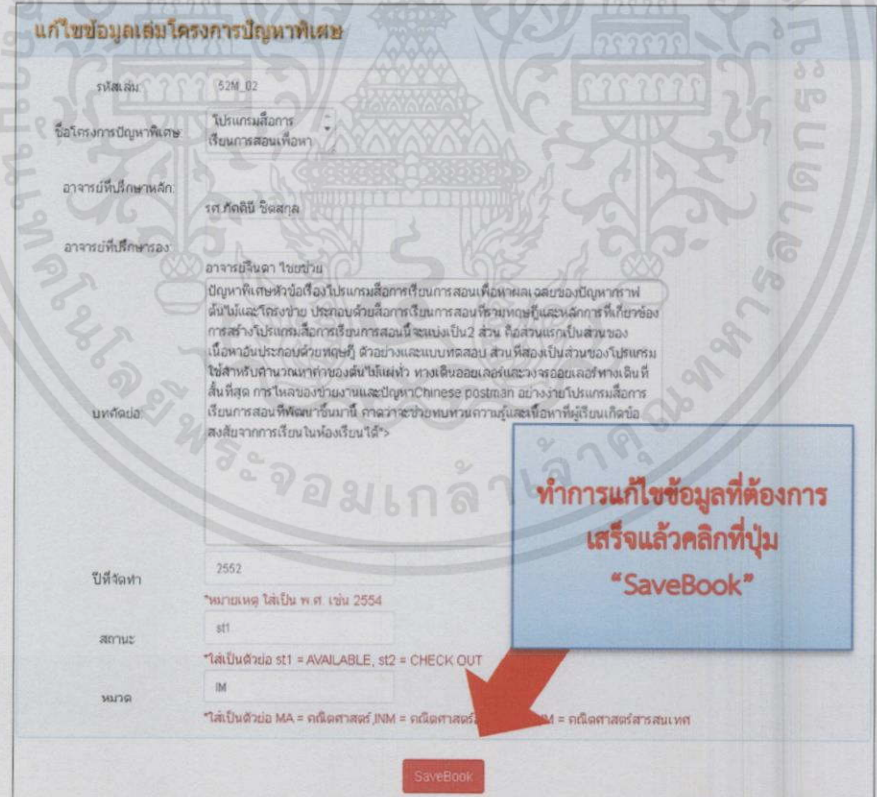 แก้ไขข้อมูลเล่มโครงการปัญหาพิเศษ
รหัสเล่ม: 52M_02
ชื่อโครงการปัญหาพิเศษ: โปรแกรมสื่อการ
เรียนการสอนเพื่อหา
อาจารย์ที่ปรึกษาหลัก:
รศ.ภัคคินี ชิตสกุล
อาจารย์ที่ปรึกษารอง:
อาจารย์จินดา ไชยช่วย
ปัญหาพิเศษหัวข้อเรื่องโปรแกรมสื่อการเรียนการสอนเพื่อหาผลเฉลยของปัญหากราฟ
ต้นไม้และโครงข่าย ประกอบด้วยสื่อการเรียนการสอนที่รวมทฤษฎีและหลักการที่เกี่ยวข้อง
การสร้างโปรแกรมสื่อการเรียนการสอนนี้จะแบ่งเป็น2 ส่วน คือส่วนแรกเป็นส่วนของ
เนื้อหาอันประกอบด้วยทฤษฎี ตัวอย่างและแบบทดสอบ ส่วนที่สองเป็นส่วนของโปรแกรม
ใช้สำหรับคำนวณหาค่าของต้นไม้แผ่ทั่ว ทางเดินออยเลอร์และวงจรออยเลอร์ทางเดินที่
สั้นที่สุด การไหลของข่ายงานและปัญหาChinese postman อย่างง่ายโปรแกรมสื่อการ
บทคัดย่อ: เรียนการสอนที่พัฒนาขึ้นมานี้ คาดว่าจะช่วยทบทวนความรู้และเนื้อหาที่ผู้เรียนเกิดข้อ
สงสัยจากการเรียนในห้องเรียนได้">
ทำการแก้ไขข้อมูลที่ต้องการ
เสร็จแล้วคลิกที่ปุ่ม
“SaveBook”
ปีที่จัดทำ 2552
*หมายเหตุ ใส่เป็น พ.ศ. เช่น 2554
สถานะ st1
*ใส่เป็นตัวย่อ st1 = AVAILABLE, st2 = CHECK OUT
หมวด IM
*ใส่เป็นตัวย่อ MA = คณิตศาสตร์,INM = คณิตศาสตร์ M = คณิตศาสตร์สารสนเทศ
SaveBook
พระจอมเกล้าเจ้าคุณทหารลาดกระ